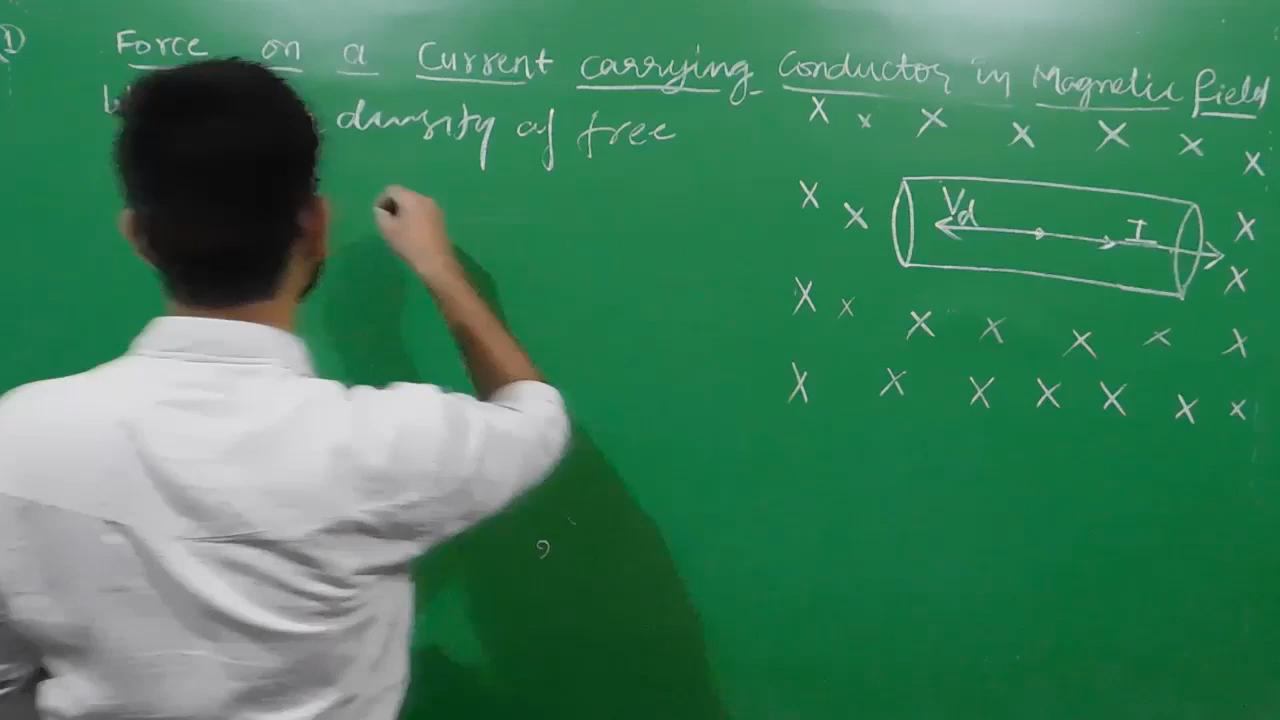 ① Force on a Current carrying conductor in Magnetic field
density of free
X x X X X X X
X X X
Vd I
X
X x X X X X X
X X X X X X X